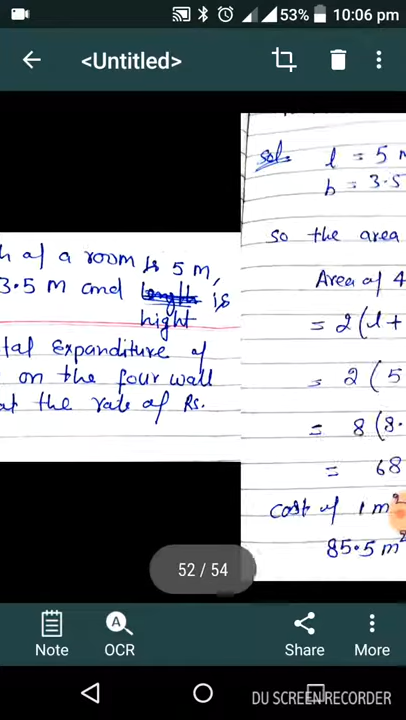 53% 10:06 pm
<Untitled>
h of a room is 5 m,
3.5 m and is
hight
tal Expanditure of
on the four wall
at the rate of Rs.
sol. l = 5 m
b = 3.5
so the area
Area of 4
= 2(l+
= 2 ( 5
= 8 (8.
= 68
cost of 1 m²
85.5 m²
52 / 54
Note
OCR
Share
More
DU SCREEN RECORDER